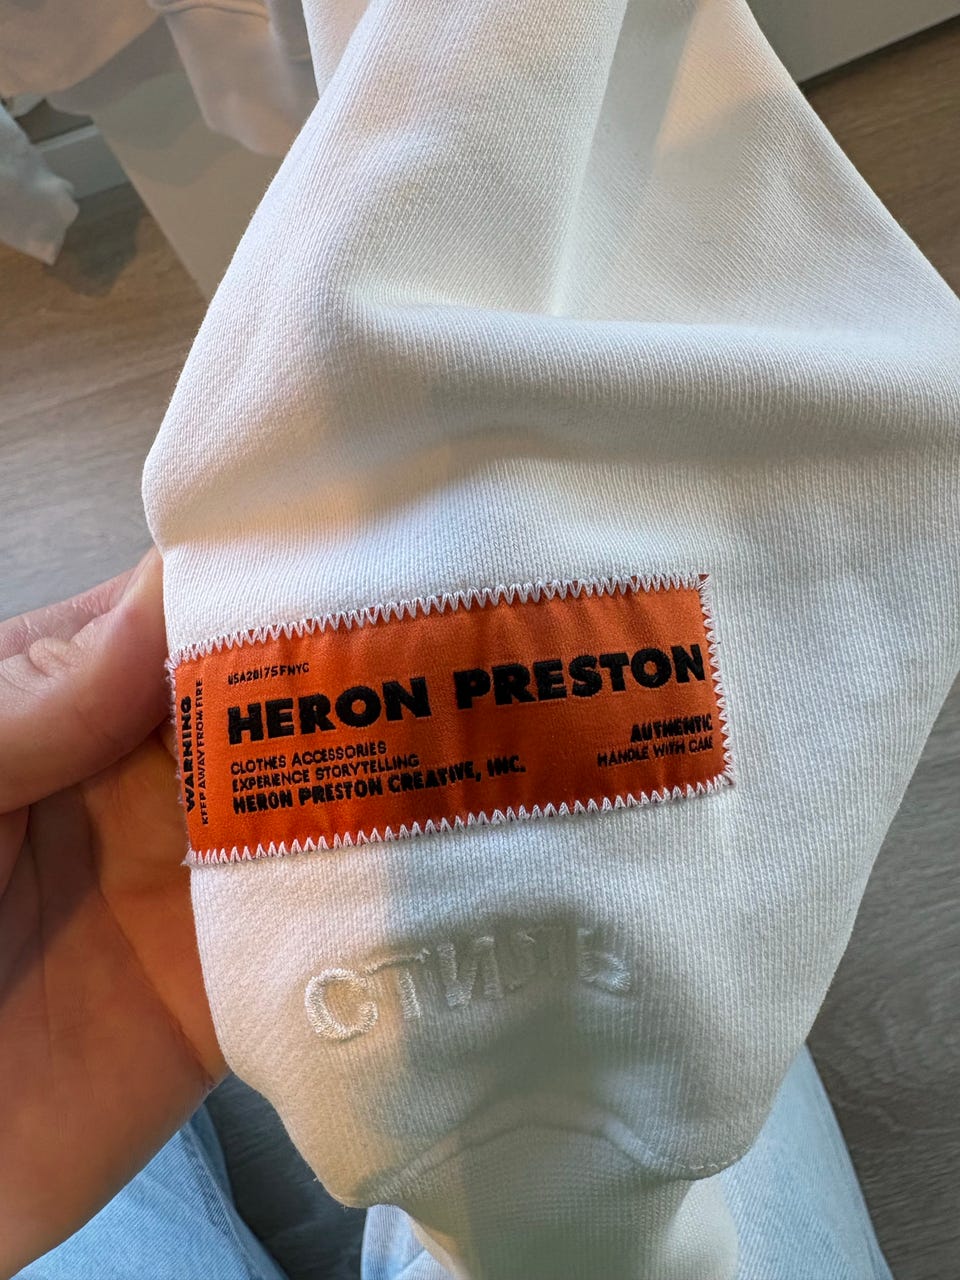 USA20175FNYC
HERON PRESTON
CLOTHES ACCESSORIES
EXPERIENCE STORYTELLING
HERON PRESTON CREATIVE, INC.
AUTHENTIC
HANDLE WITH CARE
WARNING
KEEP AWAY FROM FIRE
СТИЛЬ